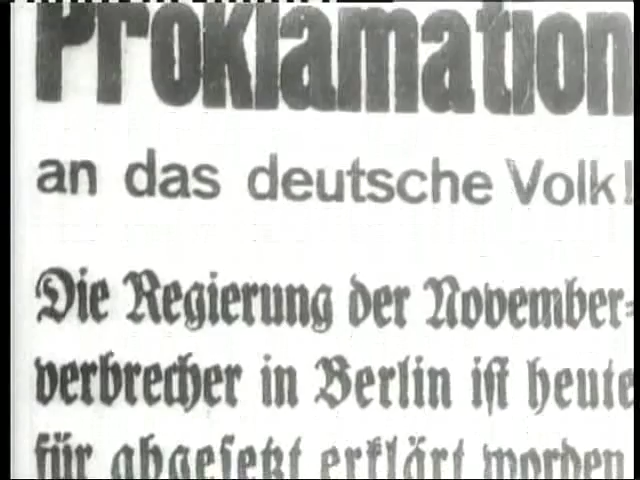 Proklamation
an das deutsche Volk!
Die Regierung der November-
verbrecher in Berlin ist heute
für abgesetzt erklärt worden